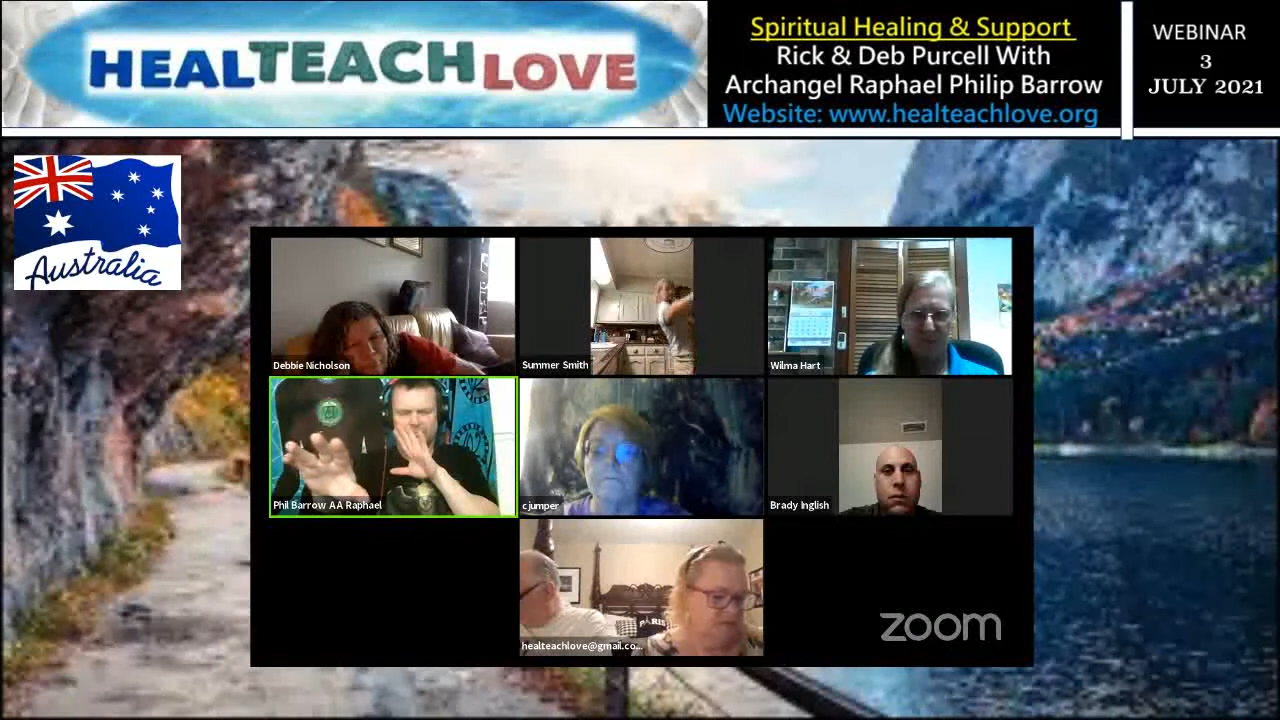 HEALTEACHLOVE
Spiritual Healing & Support
Rick & Deb Purcell With
Archangel Raphael Philip Barrow
Website: www.healteachlove.org
WEBINAR
3
JULY 2021
Australia
Debbie Nicholson
Summer Smith
Wilma Hart
Phil Barrow AA Raphael
cjumper
Brady Inglish
PARIS
healteachlove@gmail.co...
zoom